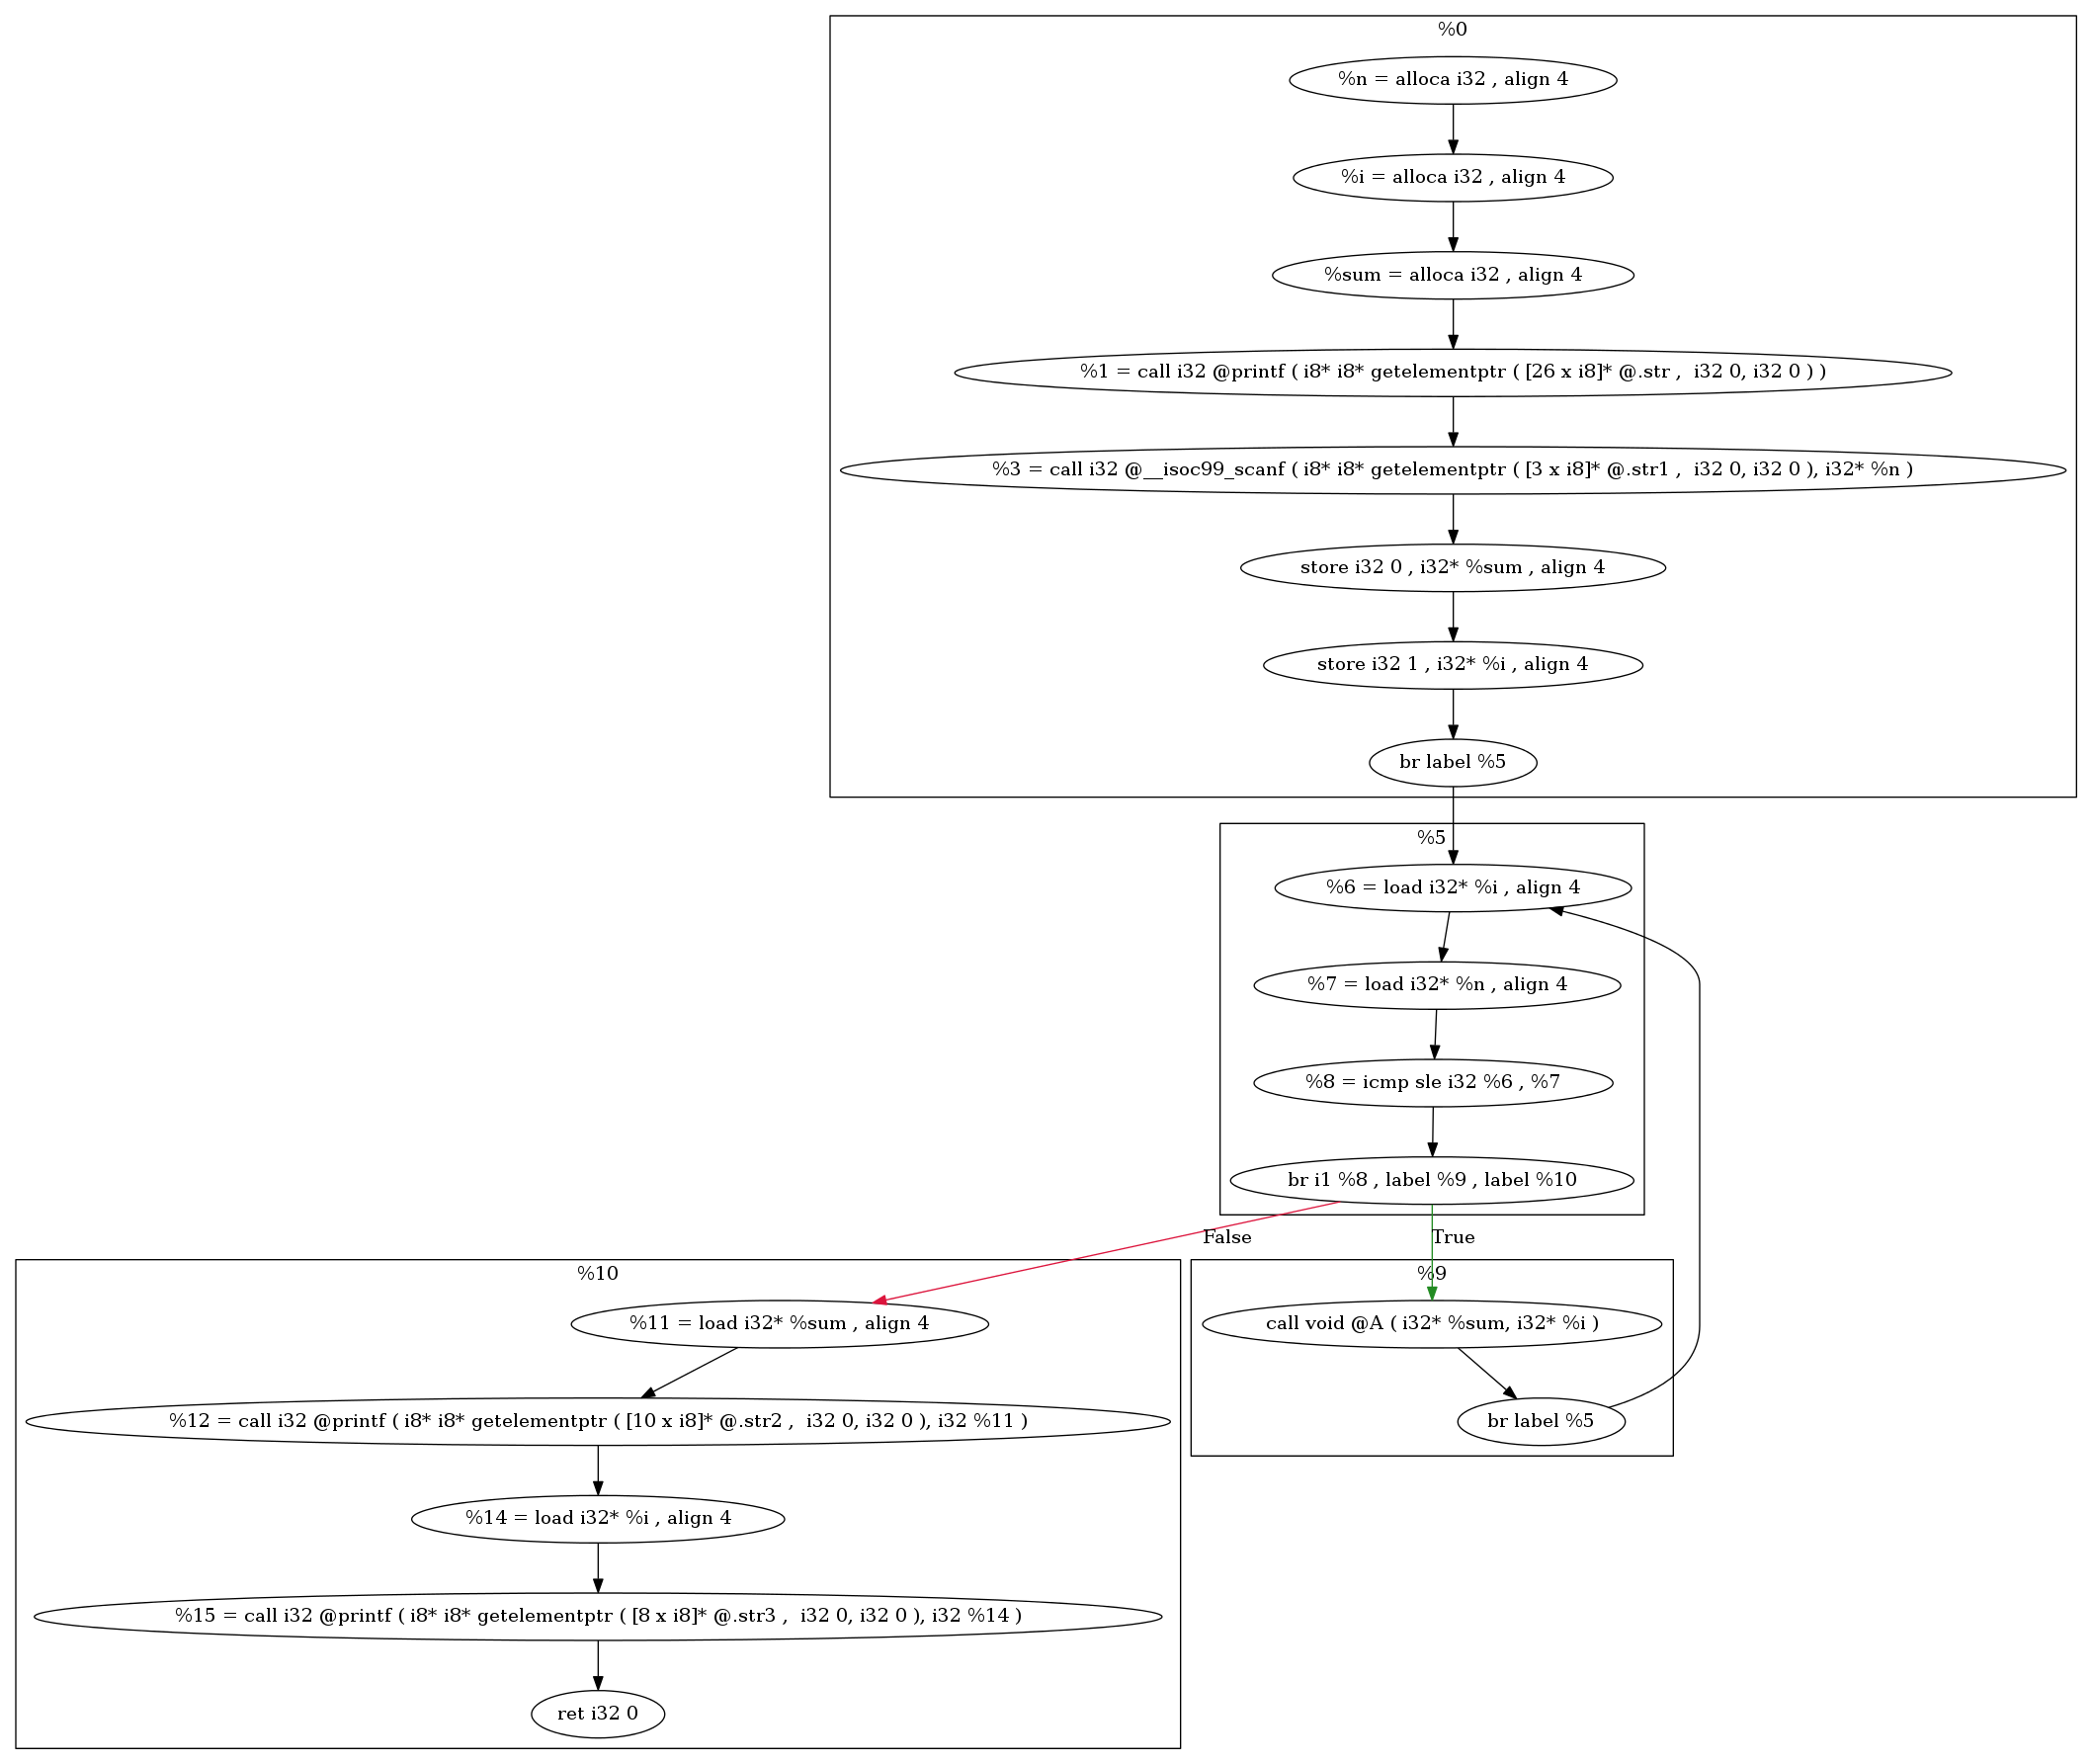 %0
%n = alloca i32 , align 4
%i = alloca i32 , align 4
%sum = alloca i32 , align 4
%1 = call i32 @printf ( i8* i8* getelementptr ( [26 x i8]* @.str ,  i32 0, i32 0 ) )
%3 = call i32 @__isoc99_scanf ( i8* i8* getelementptr ( [3 x i8]* @.str1 ,  i32 0, i32 0 ), i32* %n )
store i32 0 , i32* %sum , align 4
store i32 1 , i32* %i , align 4
br label %5
%5
%6 = load i32* %i , align 4
%7 = load i32* %n , align 4
%8 = icmp sle i32 %6 , %7
br i1 %8 , label %9 , label %10
False
True
%10
%11 = load i32* %sum , align 4
%12 = call i32 @printf ( i8* i8* getelementptr ( [10 x i8]* @.str2 ,  i32 0, i32 0 ), i32 %11 )
%14 = load i32* %i , align 4
%15 = call i32 @printf ( i8* i8* getelementptr ( [8 x i8]* @.str3 ,  i32 0, i32 0 ), i32 %14 )
ret i32 0
%9
call void @A ( i32* %sum, i32* %i )
br label %5